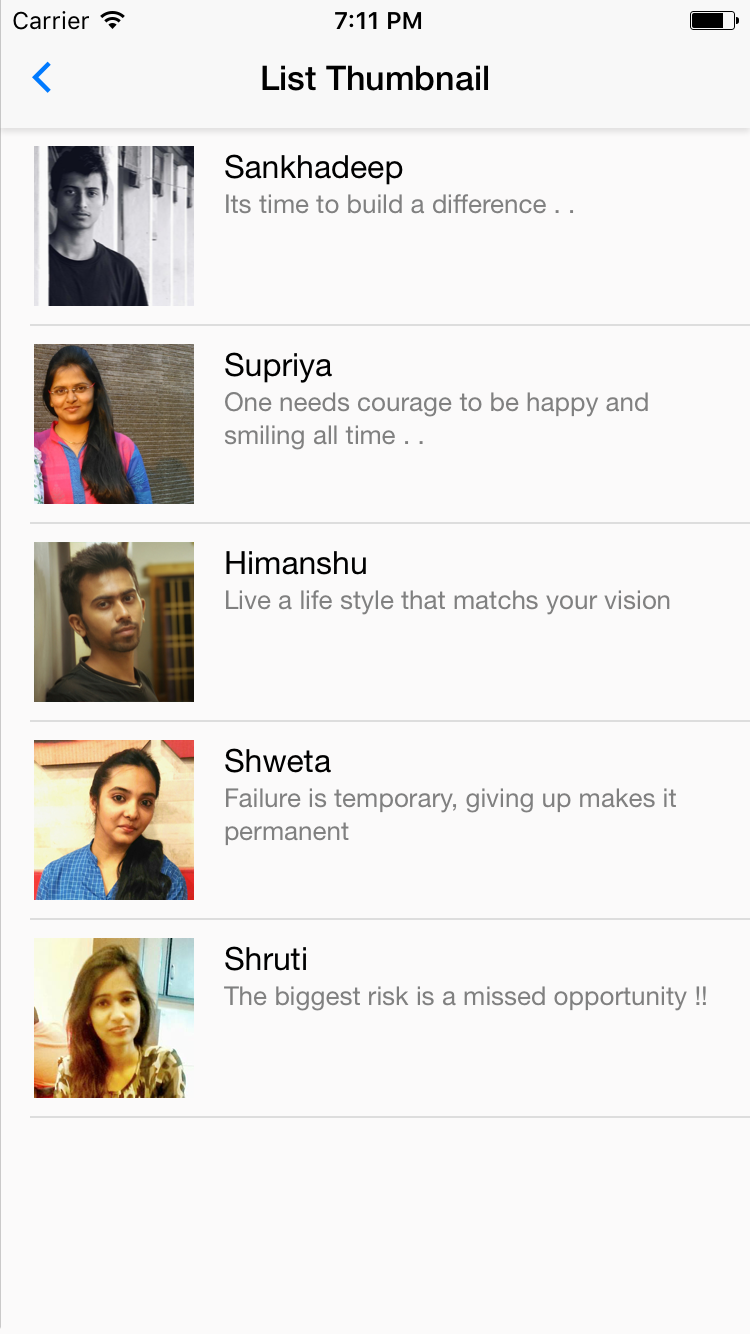 Carrier
7:11 PM
List Thumbnail
Sankhadeep
Its time to build a difference . .
Supriya
One needs courage to be happy and
smiling all time . .
Himanshu
Live a life style that matchs your vision
Shweta
Failure is temporary, giving up makes it
permanent
Shruti
The biggest risk is a missed opportunity !!